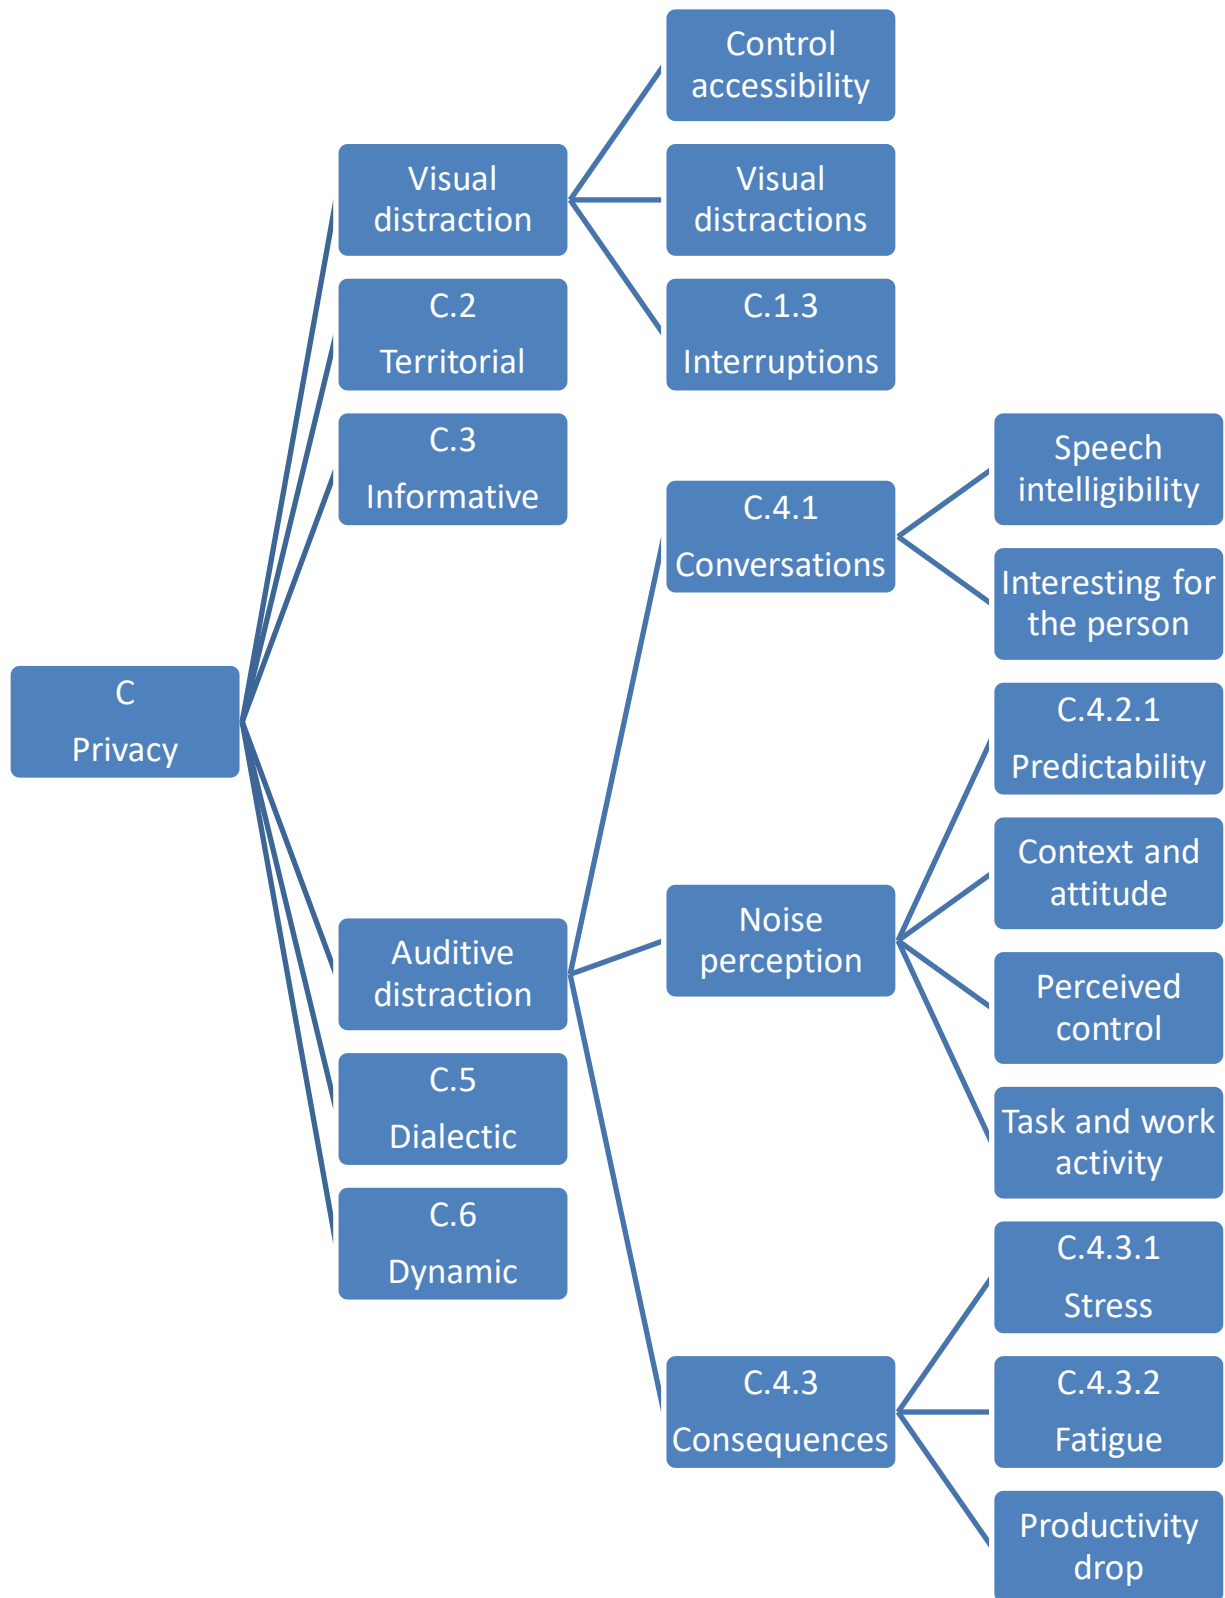 Control
accessibility
Visual
distraction
Visual
distractions
C.2
Territorial
C.1.3
Interruptions
C.3
Informative
Speech
intelligibility
C.4.1
Conversations
Interesting for
the person
C
Privacy
C.4.2.1
Predictability
Context and
attitude
Auditive
distraction
Noise
perception
Perceived
control
C.5
Dialectic
Task and work
activity
C.6
Dynamic
C.4.3.1
Stress
C.4.3
Consequences
C.4.3.2
Fatigue
Productivity
drop